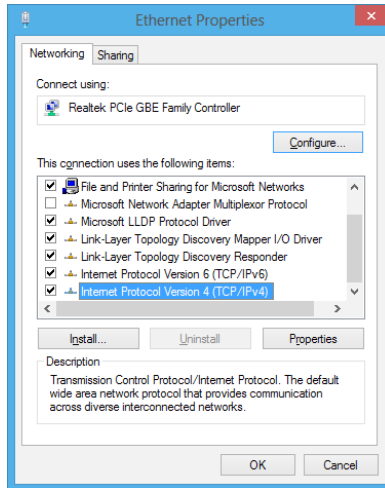 Ethernet Properties
Networking
Sharing
Connect using:
Realtek PCIe GBE Family Controller
Configure...
This connection uses the following items:
File and Printer Sharing for Microsoft Networks
Microsoft Network Adapter Multiplexor Protocol
Microsoft LLDP Protocol Driver
Link-Layer Topology Discovery Mapper I/O Driver
Link-Layer Topology Discovery Responder
Internet Protocol Version 6 (TCP/IPv6)
Internet Protocol Version 4 (TCP/IPv4)
Install...
Uninstall
Properties
Description
Transmission Control Protocol/Internet Protocol. The default
wide area network protocol that provides communication
across diverse interconnected networks.
OK
Cancel